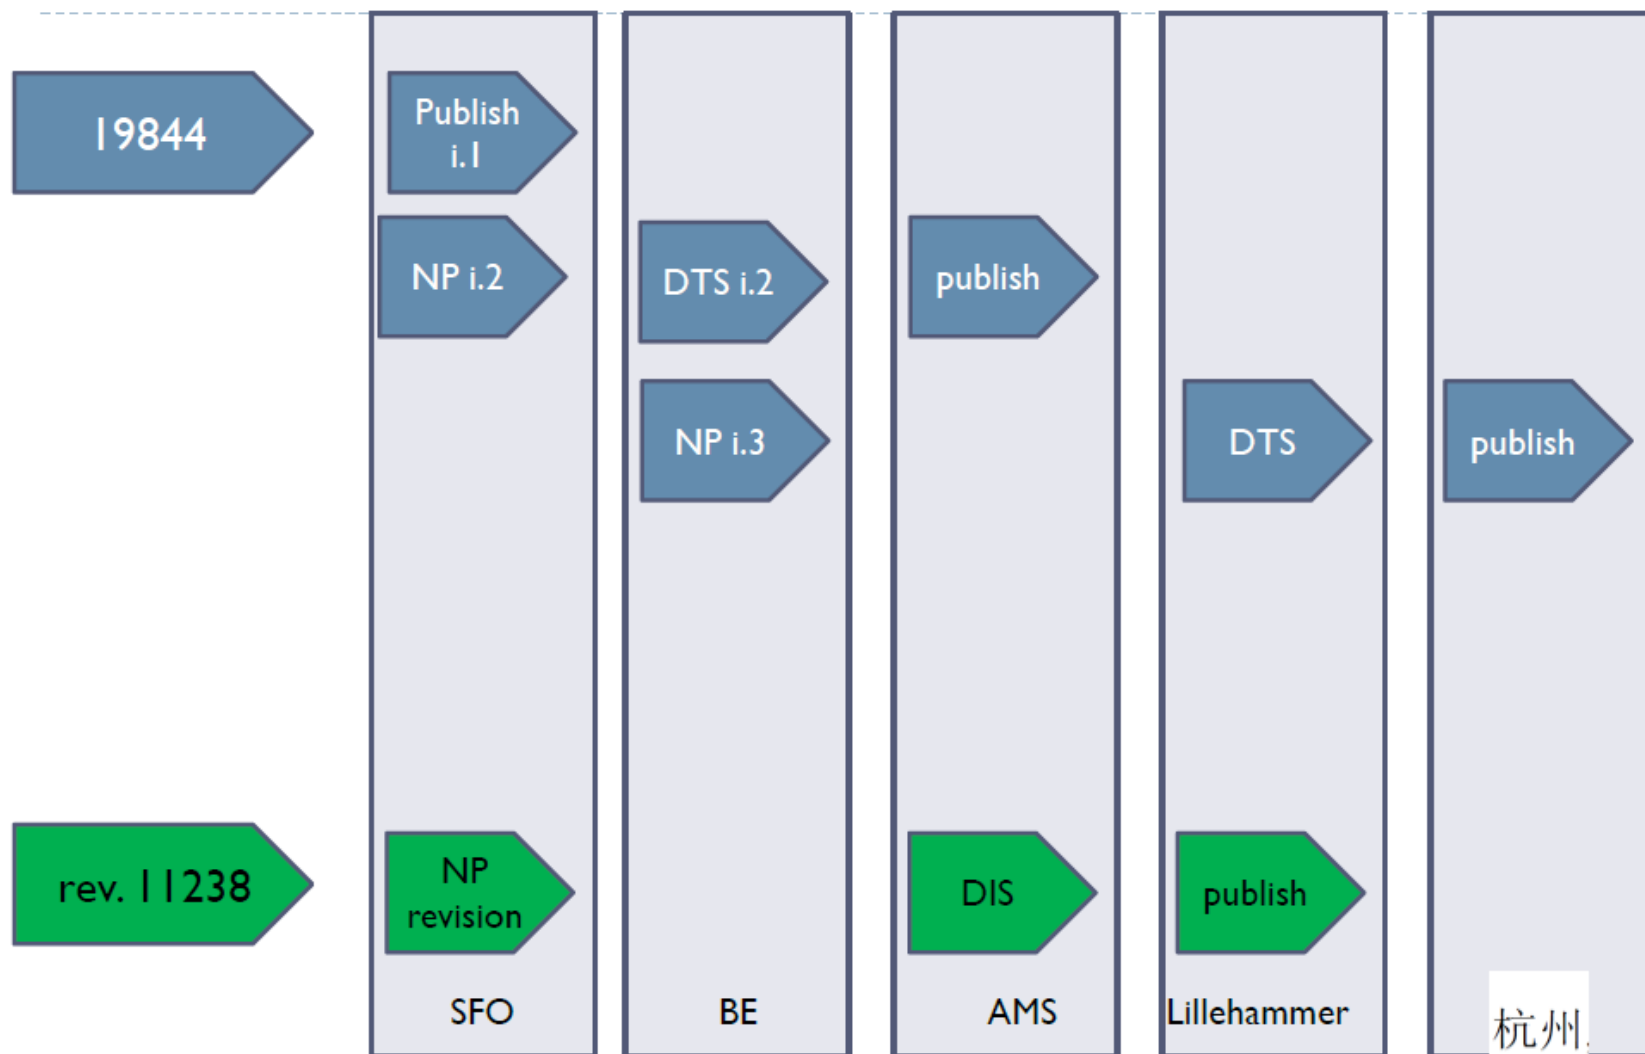 19844
Publish
i.1
NP i.2
DTS i.2
publish
NP i.3
DTS
publish
rev. 11238
NP
revision
DIS
publish
SFO
BE
AMS
Lillehammer
杭州